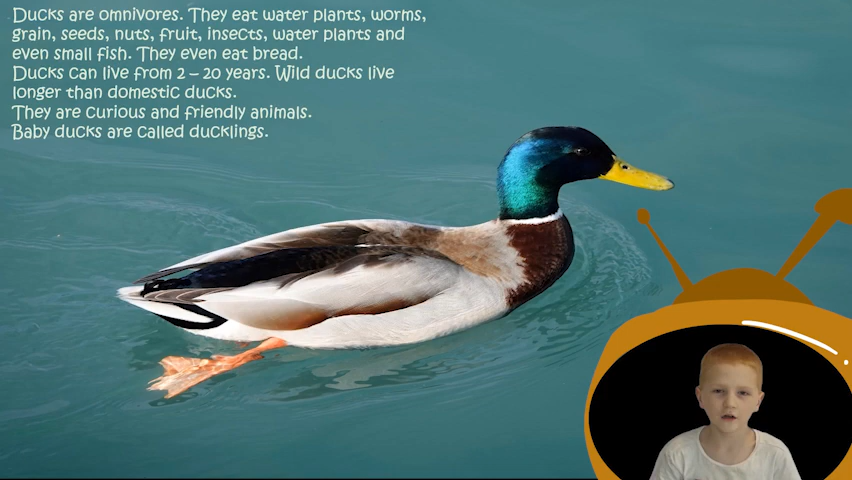 Ducks are omnivores. They eat water plants, worms,
grain, seeds, nuts, fruit, insects, water plants and
even small fish. They even eat bread.
Ducks can live from 2 – 20 years. Wild ducks live
longer than domestic ducks.
They are curious and friendly animals.
Baby ducks are called ducklings.